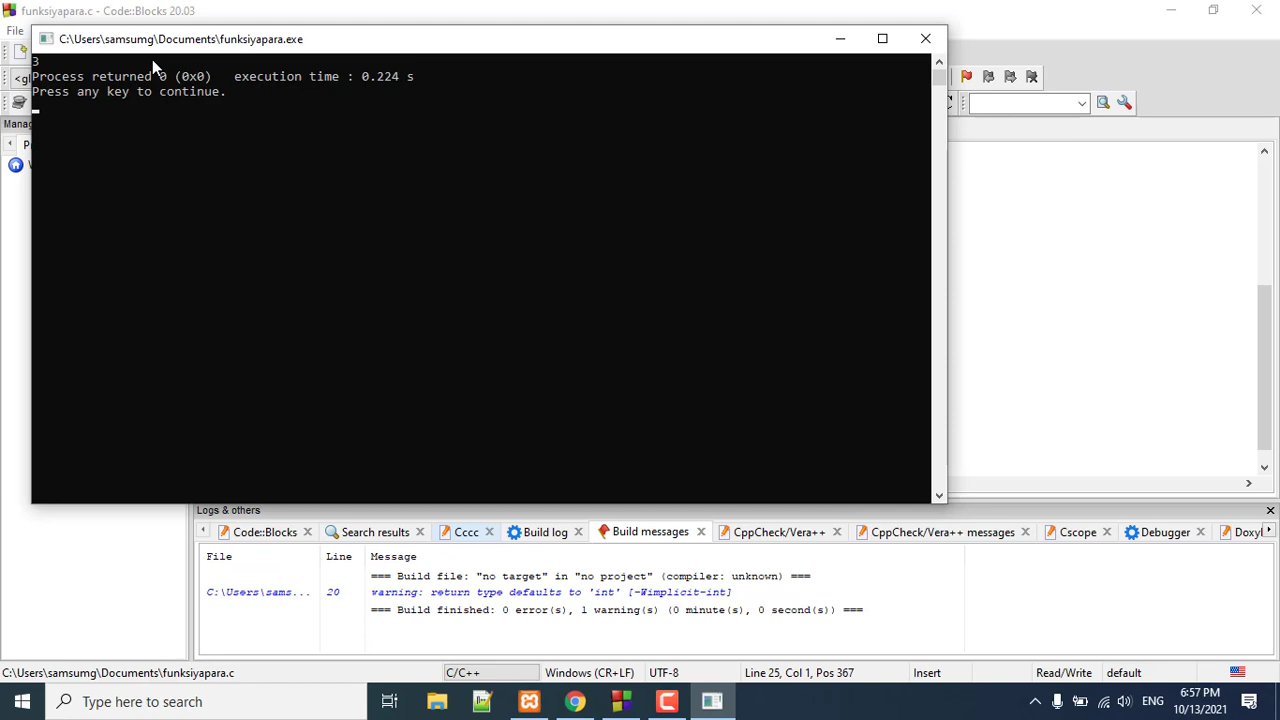 funksiyapara.c - Code::Blocks 20.03
File
C:\Users\samsumg\Documents\funksiyapara.exe
3
Process returned 0 (0x0)   execution time : 0.224 s
Press any key to continue.
<gl
Manag
Logs & others
Code::Blocks
Search results
Cccc
Build log
Build messages
CppCheck/Vera++
CppCheck/Vera++ messages
Cscope
Debugger
File Line Message
=== Build file: "no target" in "no project" (compiler: unknown) ===
C:\Users\sams... 20 warning: return type defaults to 'int' [-Wimplicit-int]
=== Build finished: 0 error(s), 1 warning(s) (0 minute(s), 0 second(s)) ===
C:\Users\samsumg\Documents\funksiyapara.c C/C++ Windows (CR+LF) UTF-8 Line 25, Col 1, Pos 367 Insert Read/Write default
Type here to search
ENG
6:57 PM
10/13/2021